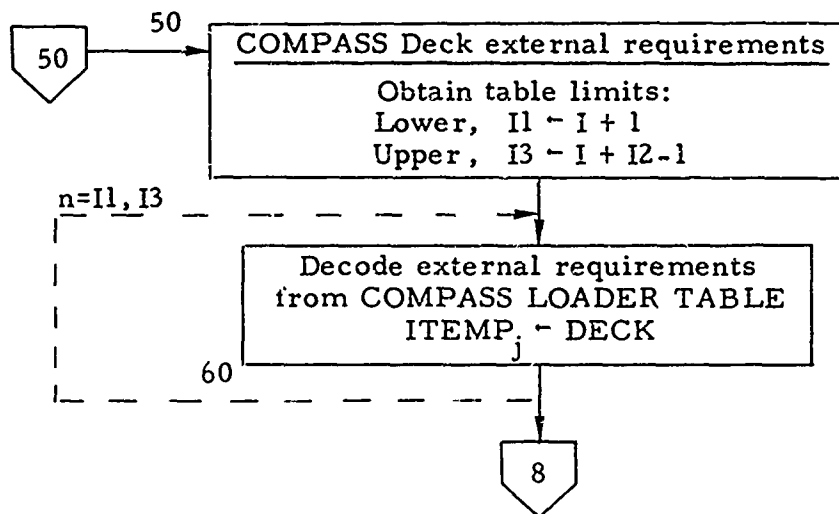 50
50
COMPASS Deck external requirements
Obtain table limits:
Lower, I1 ← I + 1
Upper, I3 ← I + I2-1
n=I1, I3
Decode external requirements
from COMPASS LOADER TABLE
ITEMPj ← DECK
60
8